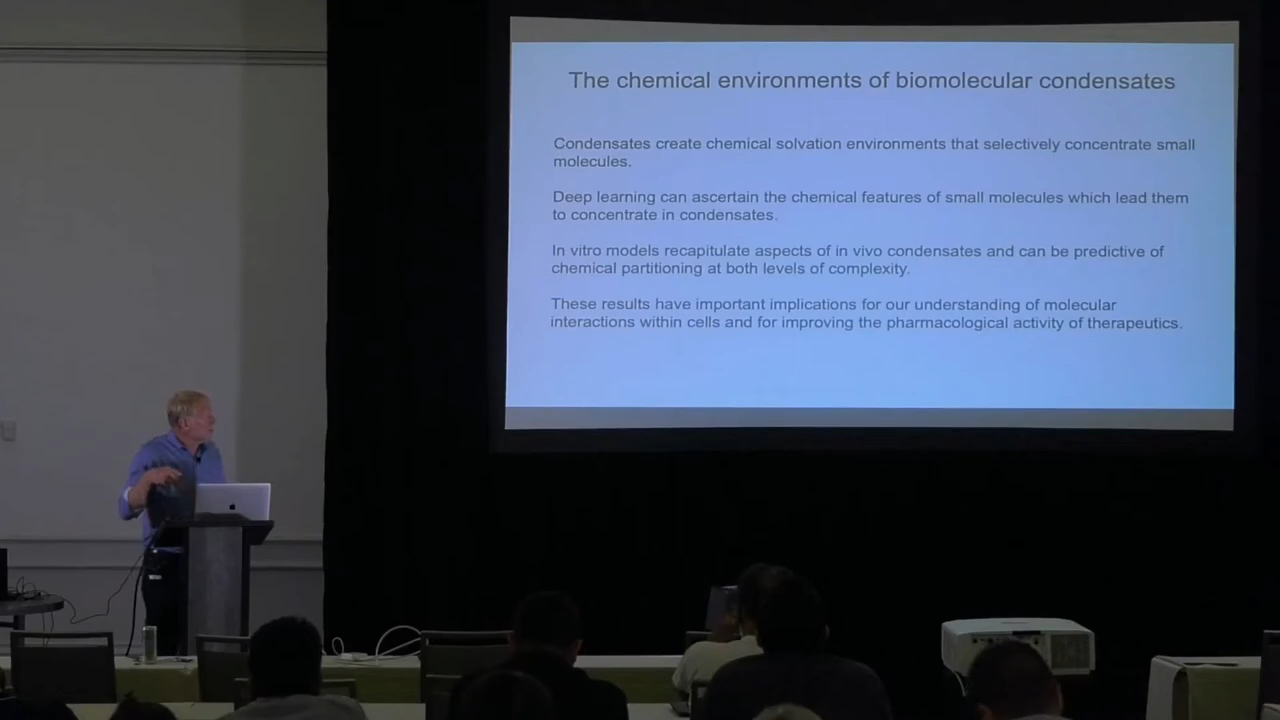 The chemical environments of biomolecular condensates
Condensates create chemical solvation environments that selectively concentrate small
molecules.
Deep learning can ascertain the chemical features of small molecules which lead them
to concentrate in condensates.
In vitro models recapitulate aspects of in vivo condensates and can be predictive of
chemical partitioning at both levels of complexity.
These results have important implications for our understanding of molecular
interactions within cells and for improving the pharmacological activity of therapeutics.